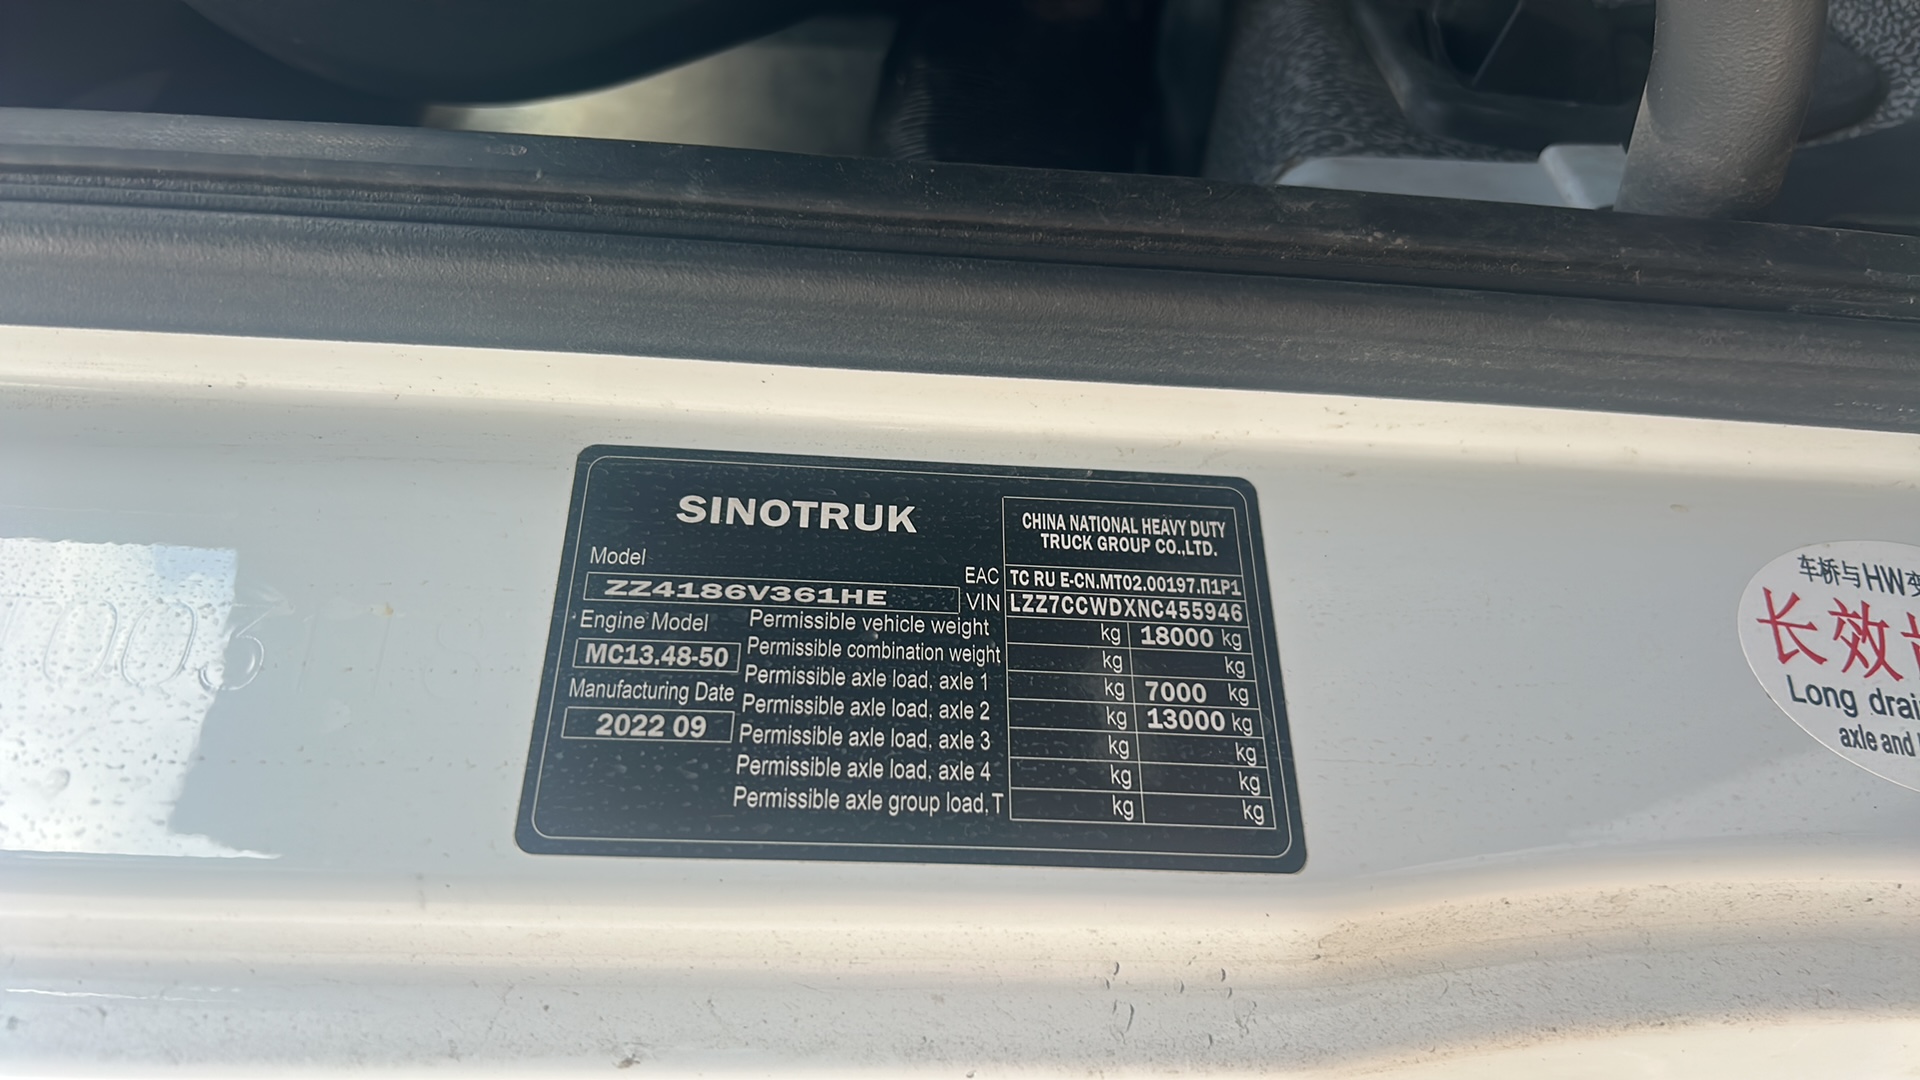 SINOTRUK
CHINA NATIONAL HEAVY DUTY
TRUCK GROUP CO.,LTD.
Model
ZZ4186V361HE
EAC TC RU E-CN.MT02.00197.П1P1
VIN LZZ7CCWDXNC455946
Engine Model
MC13.48-50
Manufacturing Date
2022 09
Permissible vehicle weight kg 18000 kg
Permissible combination weight kg kg
Permissible axle load, axle 1 kg 7000 kg
Permissible axle load, axle 2 kg 13000 kg
Permissible axle load, axle 3 kg kg
Permissible axle load, axle 4 kg kg
Permissible axle group load, T kg kg
车桥与HW
长效
Long
axle and